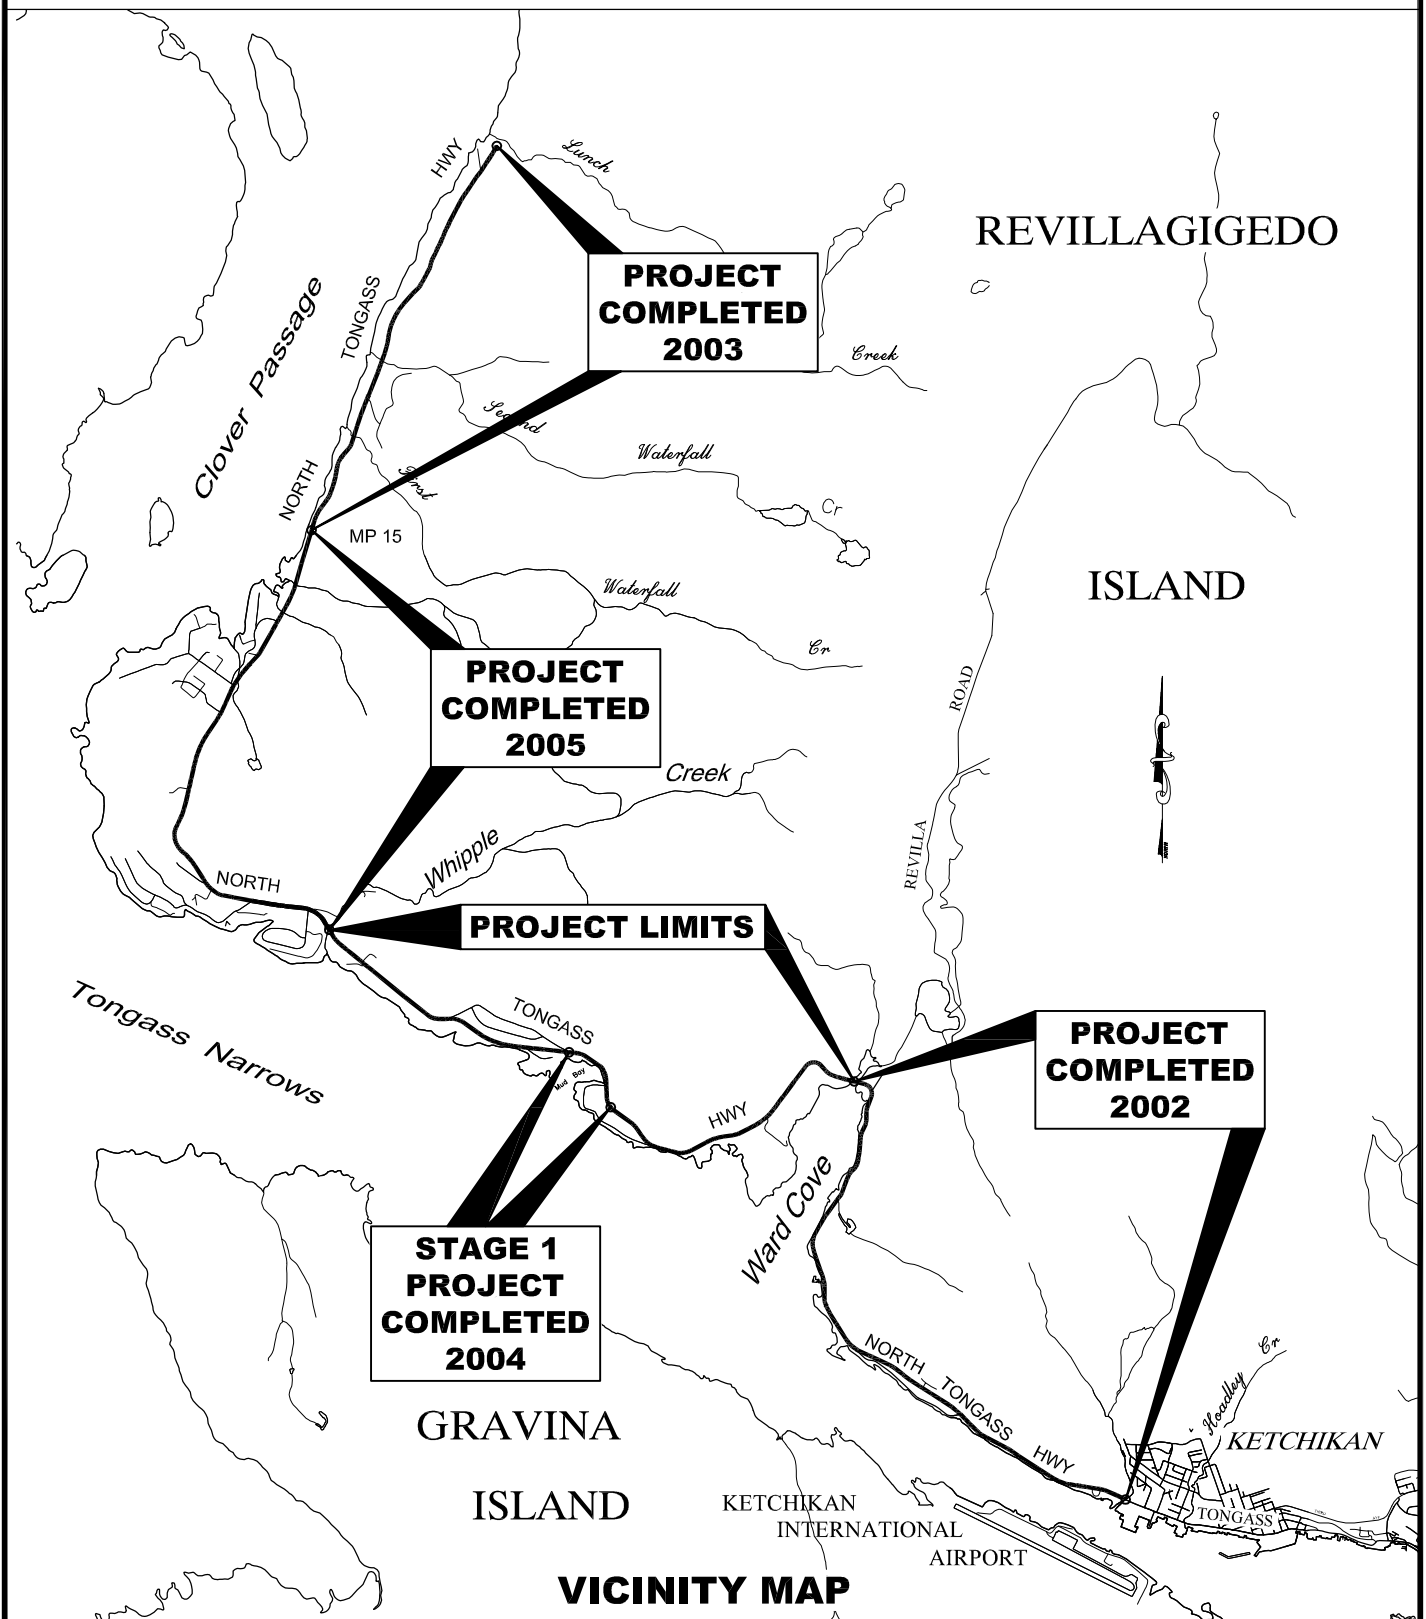 HWY
Lunch
REVILLAGIGEDO
PROJECT
COMPLETED
2003
TONGASS
Clover Passage
Creek
Second
Waterfall
First
NORTH
Cr
MP 15
ISLAND
Waterfall
Cr
PROJECT
COMPLETED
2005
ROAD
Creek
REVILLA
Whipple
NORTH
PROJECT LIMITS
Tongass Narrows
TONGASS
PROJECT
COMPLETED
2002
Mud Bay
HWY
Ward Cove
STAGE 1
PROJECT
COMPLETED
2004
NORTH TONGASS HWY
Hoadley Cr
GRAVINA
KETCHIKAN
ISLAND
KETCHIKAN
INTERNATIONAL
AIRPORT
TONGASS
VICINITY MAP